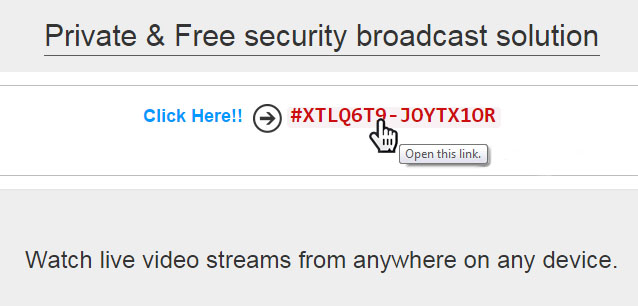 Private & Free security broadcast solution
Click Here!! #XTLQ6T9-JOYTX1OR
Open this link.
Watch live video streams from anywhere on any device.